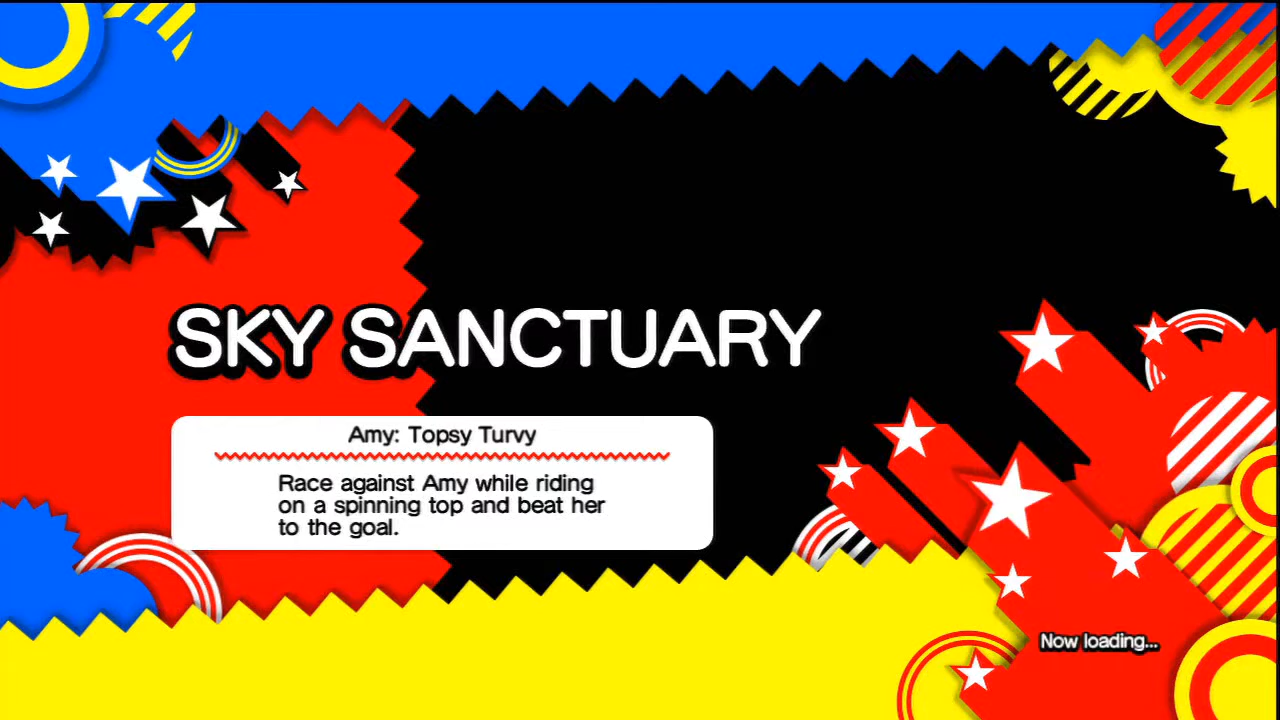 SKY SANCTUARY
Amy: Topsy Turvy
Race against Amy while riding
on a spinning top and beat her
to the goal.
Now loading...